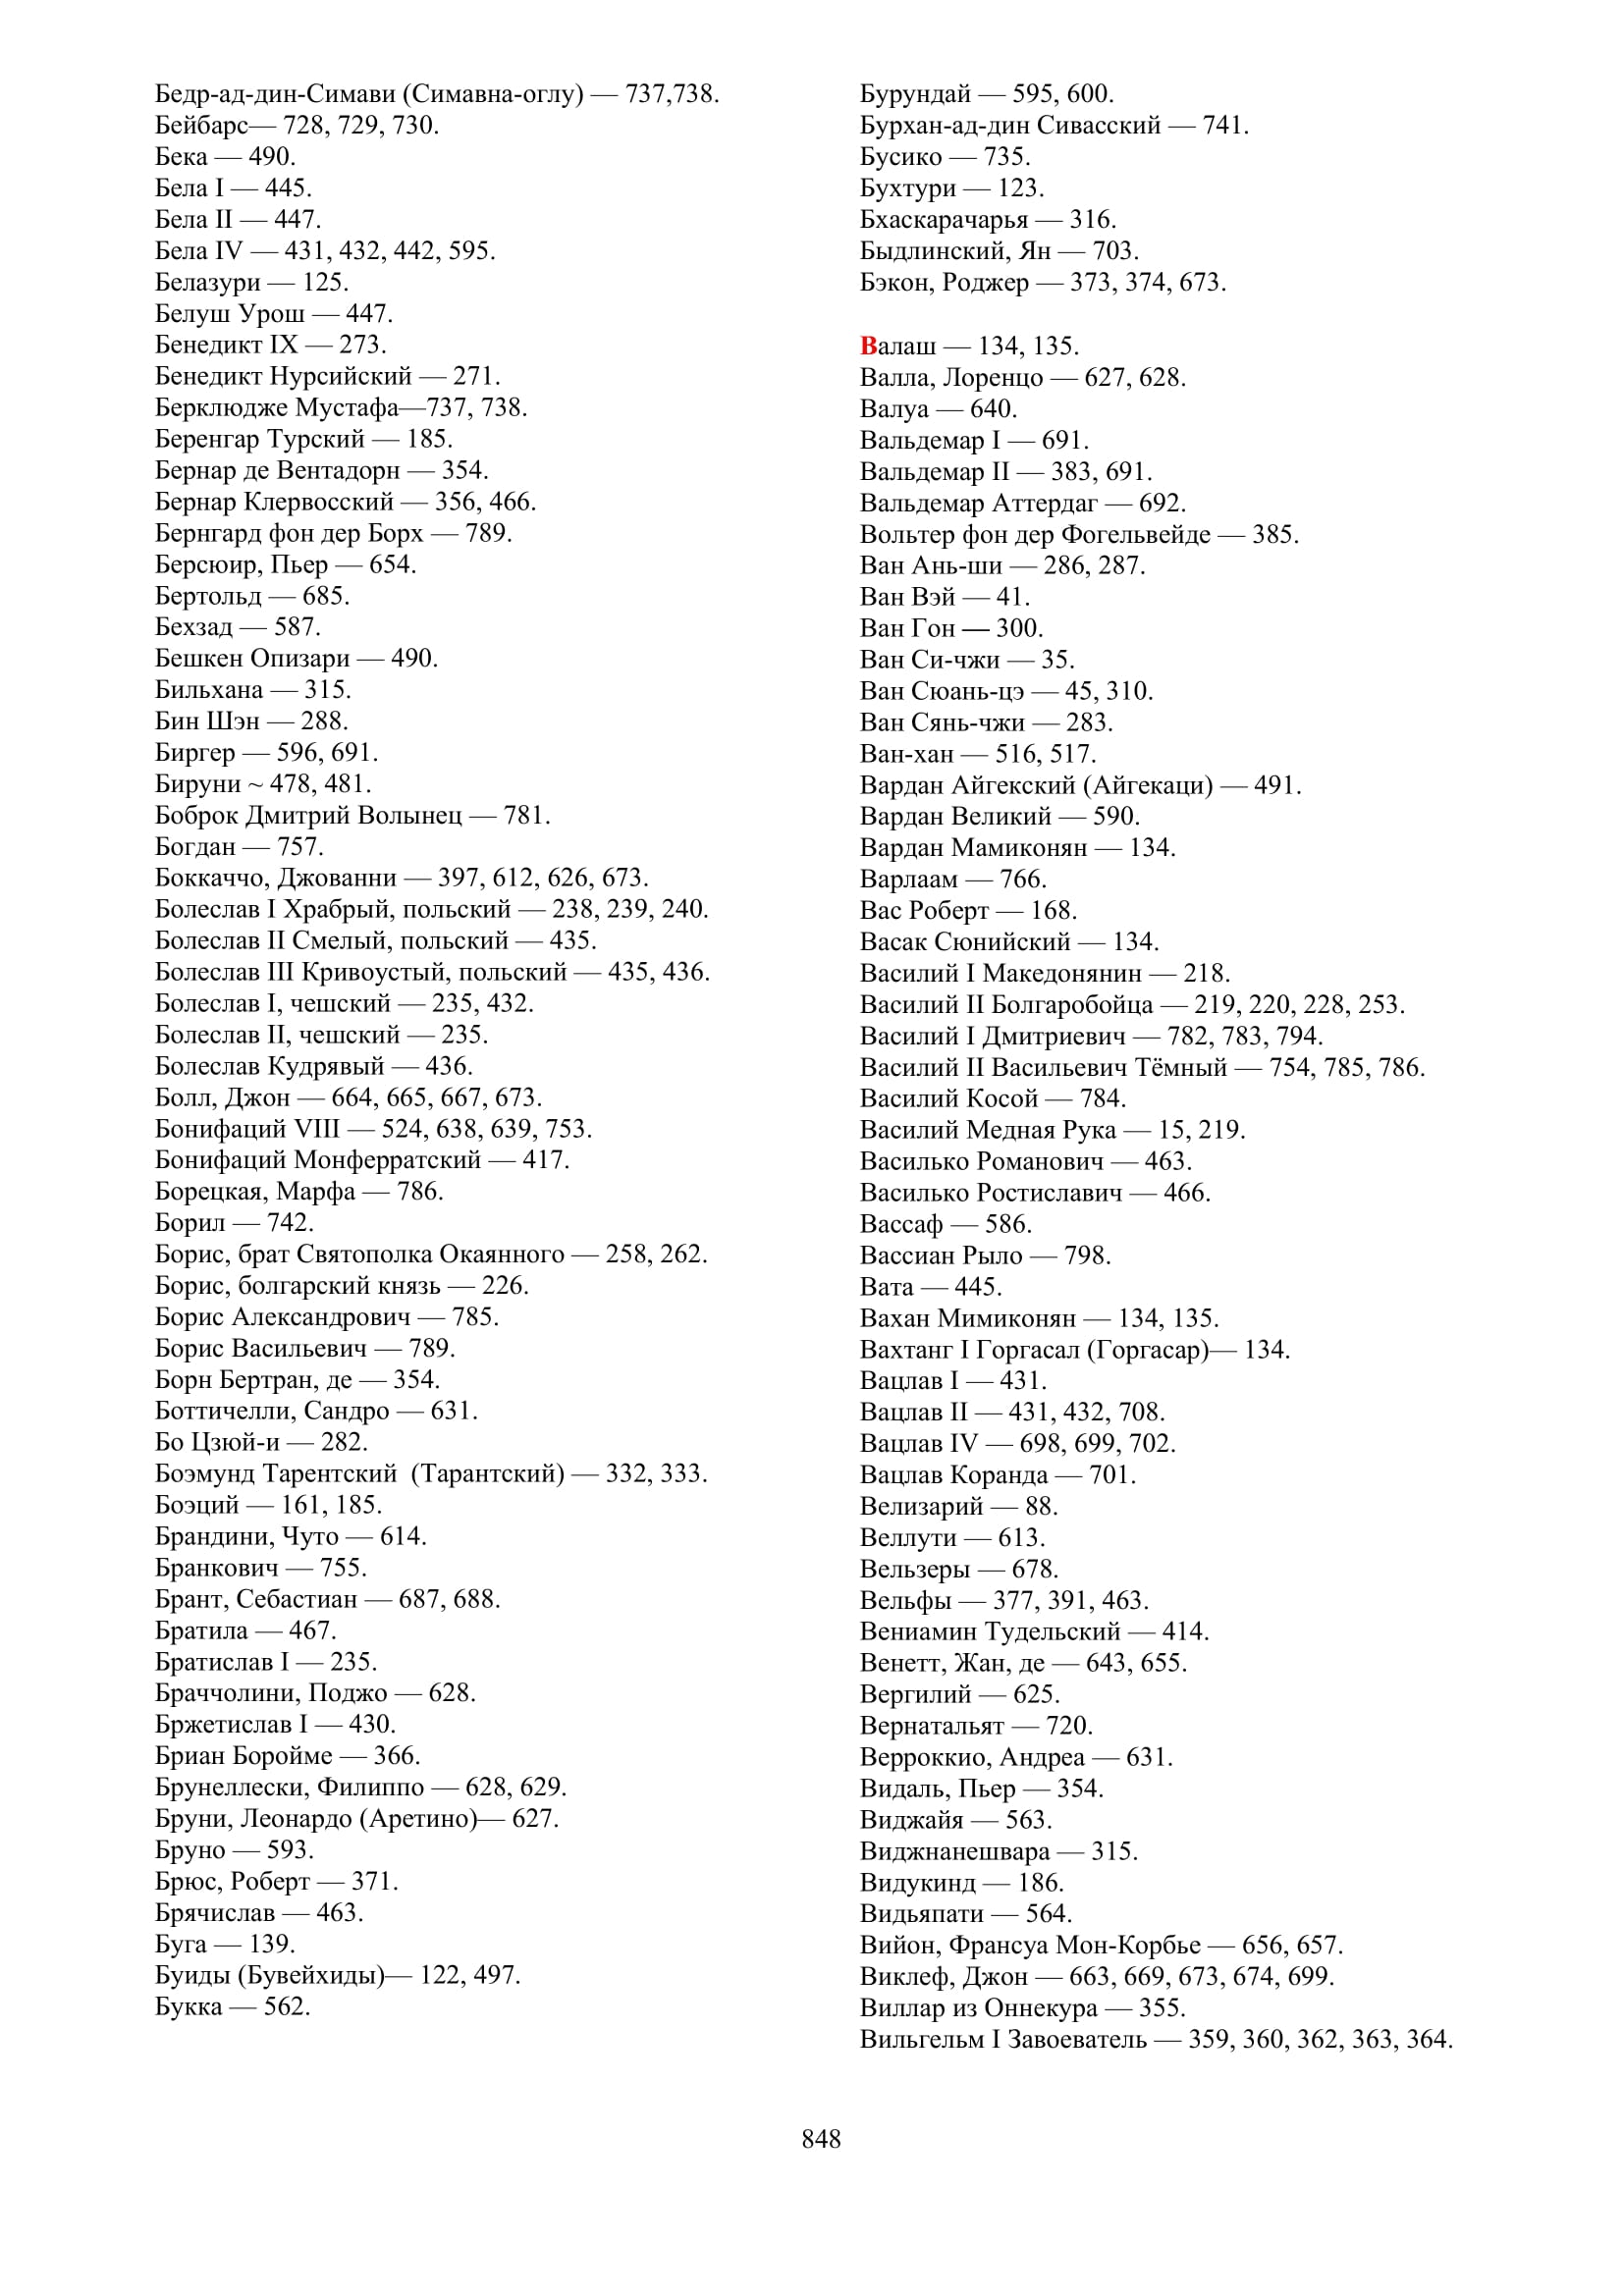 Бедр-ад-дин-Симави (Симавна-оглу) — 737,738.
Бейбарс— 728, 729, 730.
Бека — 490.
Бела I — 445.
Бела II — 447.
Бела IV — 431, 432, 442, 595.
Белазури — 125.
Белуш Урош — 447.
Бенедикт IX — 273.
Бенедикт Нурсийский — 271.
Берклюдже Мустафа—737, 738.
Беренгар Турский — 185.
Бернар де Вентадорн — 354.
Бернар Клервосский — 356, 466.
Бернгард фон дер Борх — 789.
Берсюир, Пьер — 654.
Бертольд — 685.
Бехзад — 587.
Бешкен Опизари — 490.
Бильхана — 315.
Бин Шэн — 288.
Биргер — 596, 691.
Бируни ~ 478, 481.
Боброк Дмитрий Волынец — 781.
Богдан — 757.
Боккаччо, Джованни — 397, 612, 626, 673.
Болеслав I Храбрый, польский — 238, 239, 240.
Болеслав II Смелый, польский — 435.
Болеслав III Кривоустый, польский — 435, 436.
Болеслав I, чешский — 235, 432.
Болеслав II, чешский — 235.
Болеслав Кудрявый — 436.
Болл, Джон — 664, 665, 667, 673.
Бонифаций VIII — 524, 638, 639, 753.
Бонифаций Монферратский — 417.
Борецкая, Марфа — 786.
Борил — 742.
Борис, брат Святополка Окаянного — 258, 262.
Борис, болгарский князь — 226.
Борис Александрович — 785.
Борис Васильевич — 789.
Борн Бертран, де — 354.
Боттичелли, Сандро — 631.
Бо Цзюй-и — 282.
Боэмунд Тарентский  (Тарантский) — 332, 333.
Боэций — 161, 185.
Брандини, Чуто — 614.
Бранкович — 755.
Брант, Себастиан — 687, 688.
Братила — 467.
Братислав I — 235.
Браччолини, Поджо — 628.
Бржетислав I — 430.
Бриан Боройме — 366.
Брунеллески, Филиппо — 628, 629.
Бруни, Леонардо (Аретино)— 627.
Бруно — 593.
Брюс, Роберт — 371.
Брячислав — 463.
Буга — 139.
Буиды (Бувейхиды)— 122, 497.
Букка — 562.
Бурундай — 595, 600.
Бурхан-ад-дин Сивасский — 741.
Бусико — 735.
Бухтури — 123.
Бхаскарачарья — 316.
Быдлинский, Ян — 703.
Бэкон, Роджер — 373, 374, 673.
Валаш — 134, 135.
Валла, Лоренцо — 627, 628.
Валуа — 640.
Вальдемар I — 691.
Вальдемар II — 383, 691.
Вальдемар Аттердаг — 692.
Вольтер фон дер Фогельвейде — 385.
Ван Ань-ши — 286, 287.
Ван Вэй — 41.
Ван Гон — 300.
Ван Си-чжи — 35.
Ван Сюань-цэ — 45, 310.
Ван Сянь-чжи — 283.
Ван-хан — 516, 517.
Вардан Айгекский (Айгекаци) — 491.
Вардан Великий — 590.
Вардан Мамиконян — 134.
Варлаам — 766.
Вас Роберт — 168.
Васак Сюнийский — 134.
Василий I Македонянин — 218.
Василий II Болгаробойца — 219, 220, 228, 253.
Василий I Дмитриевич — 782, 783, 794.
Василий II Васильевич Тёмный — 754, 785, 786.
Василий Косой — 784.
Василий Медная Рука — 15, 219.
Василько Романович — 463.
Василько Ростиславич — 466.
Вассаф — 586.
Вассиан Рыло — 798.
Вата — 445.
Вахан Мимиконян — 134, 135.
Вахтанг I Горгасал (Горгасар)— 134.
Вацлав I — 431.
Вацлав II — 431, 432, 708.
Вацлав IV — 698, 699, 702.
Вацлав Коранда — 701.
Велизарий — 88.
Веллути — 613.
Вельзеры — 678.
Вельфы — 377, 391, 463.
Вениамин Тудельский — 414.
Венетт, Жан, де — 643, 655.
Вергилий — 625.
Вернатальят — 720.
Верроккио, Андреа — 631.
Видаль, Пьер — 354.
Виджайя — 563.
Виджнанешвара — 315.
Видукинд — 186.
Видьяпати — 564.
Вийон, Франсуа Мон-Корбье — 656, 657.
Виклеф, Джон — 663, 669, 673, 674, 699.
Виллар из Оннекура — 355.
Вильгельм I Завоеватель — 359, 360, 362, 363, 364.
848